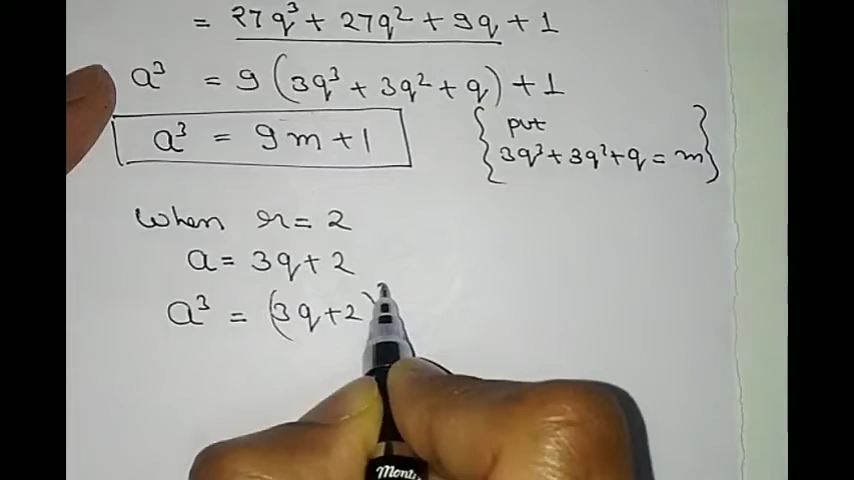 = 27q³ + 27q² + 9q + 1
a³ = 9 (3q³ + 3q² + q) + 1
a³ = 9m + 1
{ put
3q³ + 3q² + q = m }
When r = 2
a = 3q + 2
a³ = (3q + 2)